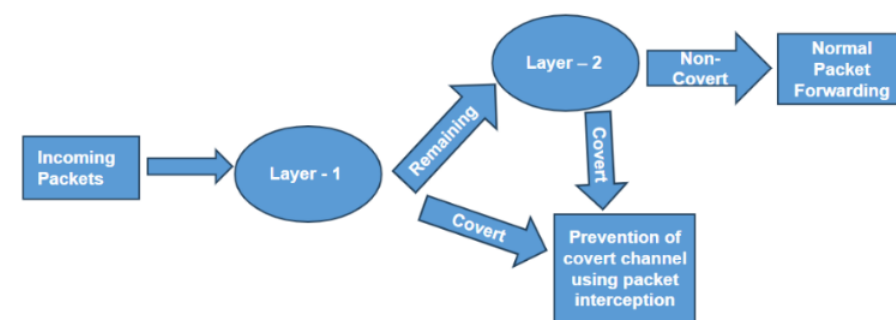 Incoming
Packets
Layer - 1
Remaining
Covert
Layer – 2
Non-
Covert
Covert
Normal
Packet
Forwarding
Prevention of
covert channel
using packet
interception